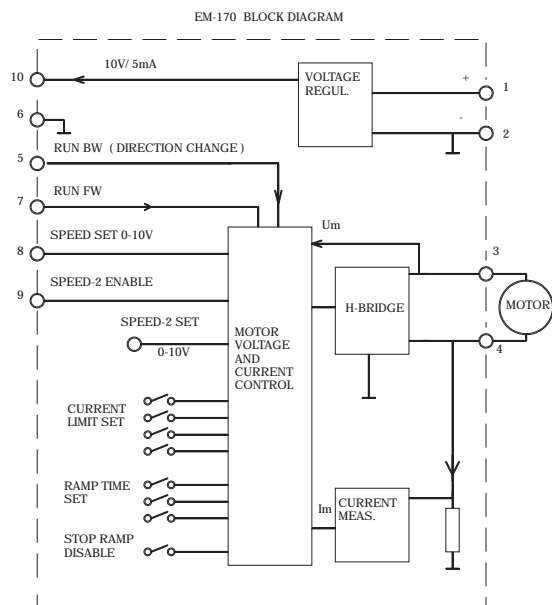 EM-170 BLOCK DIAGRAM
10
10V/ 5mA
VOLTAGE
REGUL.
+
1
6
-
2
5
RUN BW ( DIRECTION CHANGE )
7
RUN FW
Um
8
SPEED SET 0-10V
3
9
SPEED-2 ENABLE
H-BRIDGE
MOTOR
SPEED-2 SET
0-10V
4
MOTOR
VOLTAGE
AND
CURRENT
CONTROL
CURRENT
LIMIT SET
RAMP TIME
SET
Im
CURRENT
MEAS.
STOP RAMP
DISABLE